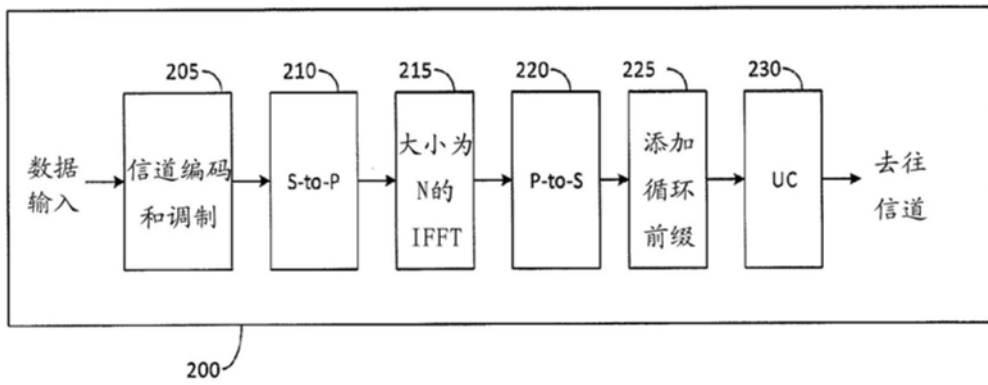 205
210
215
220
225
230
数据
输入
信道编码
和调制
S-to-P
大小为
N的
IFFT
P-to-S
添加
循环
前缀
UC
去往
信道
200